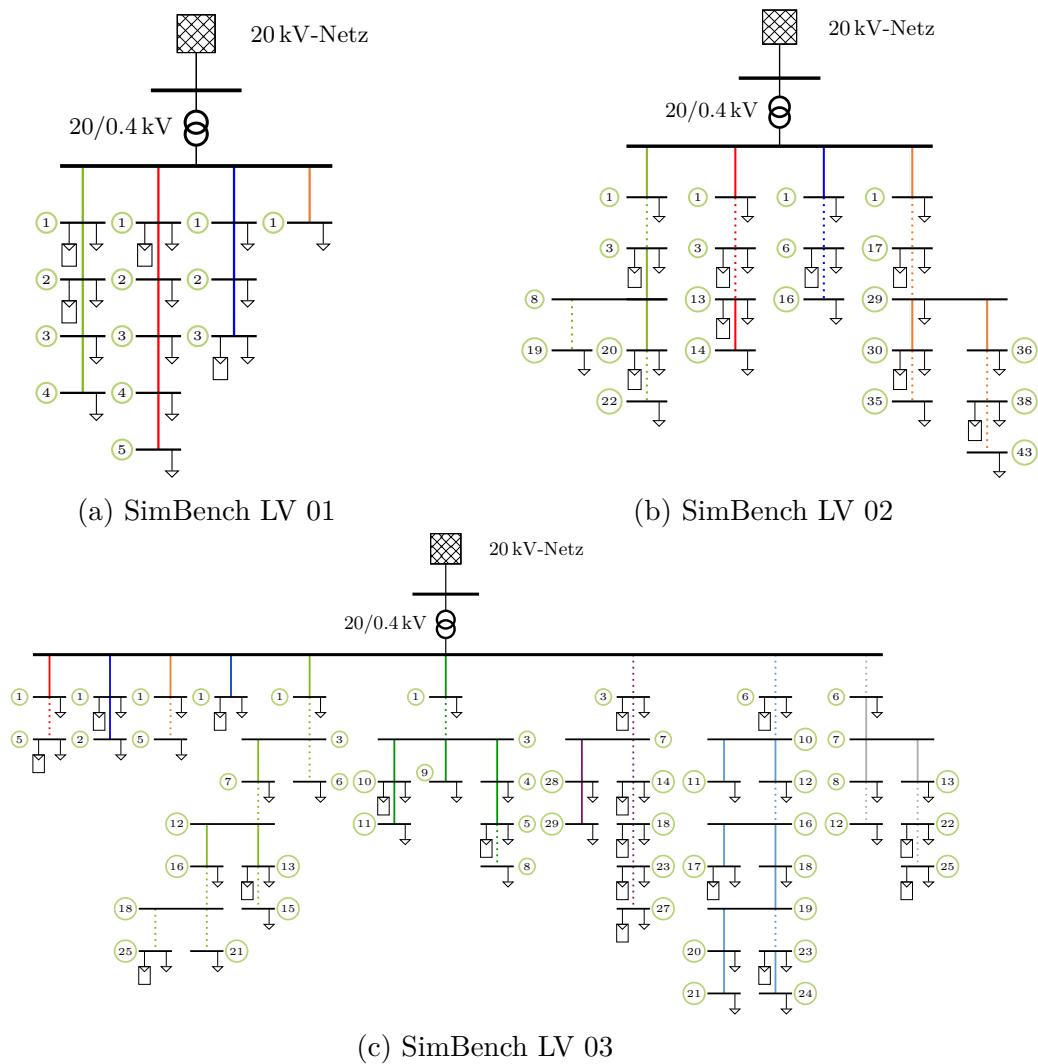 20 kV-Netz
20/0.4 kV
1 1 1 1
2 2 2
3 3 3
4 4
5
(a) SimBench LV 01
20 kV-Netz
20/0.4 kV
1 1 1 1
3 3 6 17
8 13 16 29
19 20 14 30 36
22 35 38
43
(b) SimBench LV 02
20 kV-Netz
20/0.4 kV
1 1 1 1 1 1 3 6 6
5 2 5 3 3 7 10 7
7 6 10 9 4 28 14 11 12 8 13
12 11 5 29 18 16 12 22
16 13 8 23 17 18 25
18 15 27 19
25 21 20 23
21 24
(c) SimBench LV 03